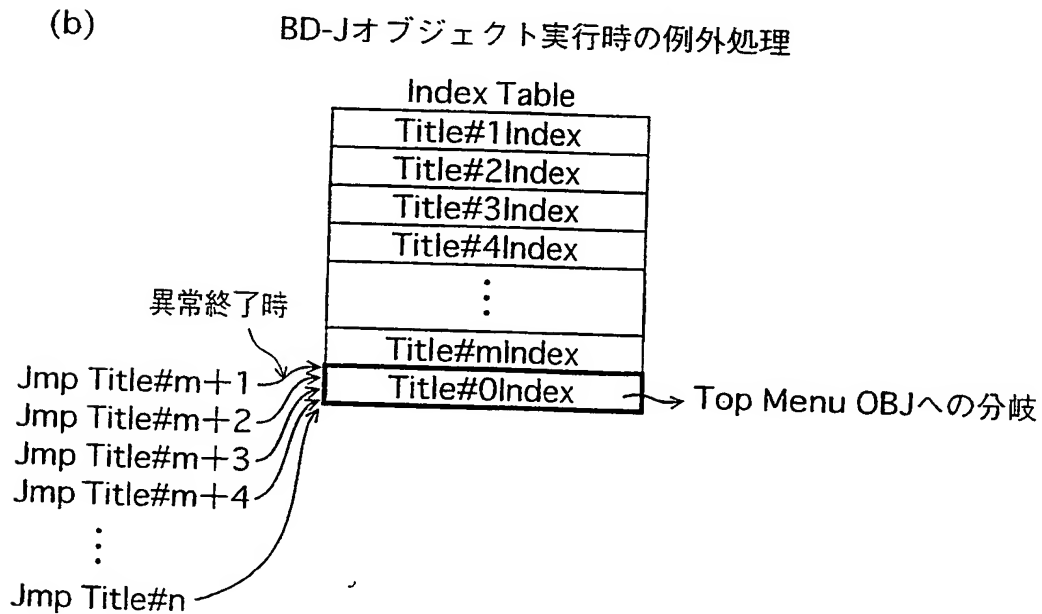 (b)
BD-Jオブジェクト実行時の例外処理
Index Table
Title#1Index
Title#2Index
Title#3Index
Title#4Index
⋮
Title#mIndex
Title#0Index
異常終了時
Jmp Title#m+1
Jmp Title#m+2
Jmp Title#m+3
Jmp Title#m+4
⋮
Jmp Title#n
Top Menu OBJへの分岐